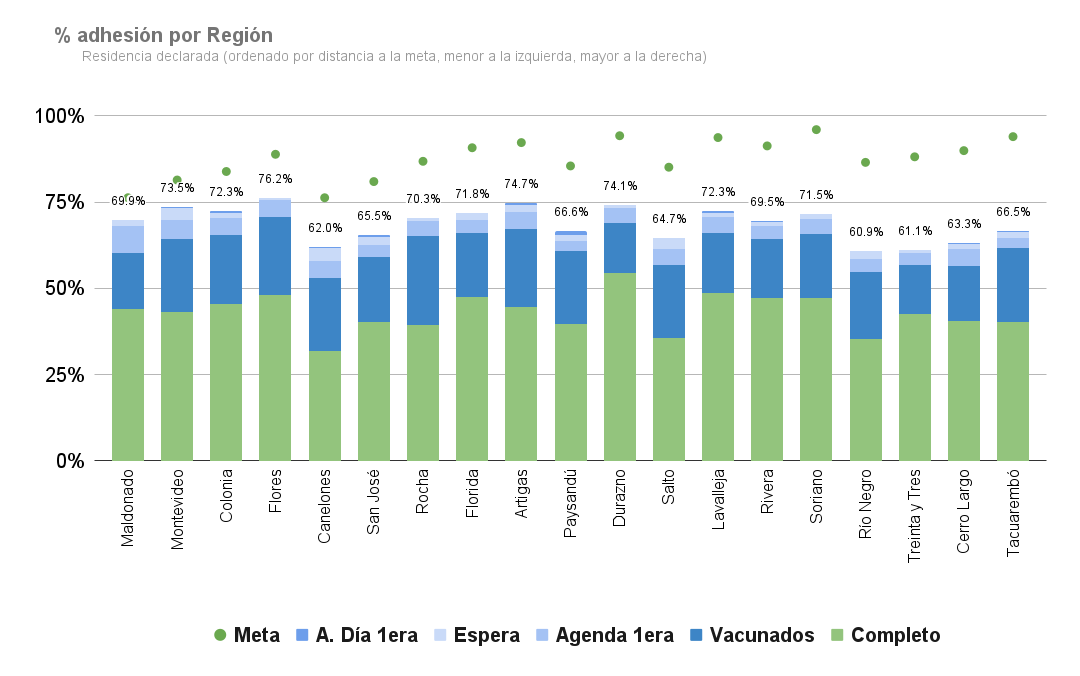 % adhesión por Región
Residencia declarada (ordenado por distancia a la meta, menor a la izquierda, mayor a la derecha)
100%
75%
50%
25%
0%
69.9%
73.5%
72.3%
76.2%
62.0%
65.5%
70.3%
71.8%
74.7%
66.6%
74.1%
64.7%
72.3%
69.5%
71.5%
60.9%
61.1%
63.3%
66.5%
Maldonado
Montevideo
Colonia
Flores
Canelones
San José
Rocha
Florida
Artigas
Paysandú
Durazno
Salto
Lavalleja
Rivera
Soriano
Río Negro
Treinta y Tres
Cerro Largo
Tacuarembó
Meta A. Día 1era Espera Agenda 1era Vacunados Completo